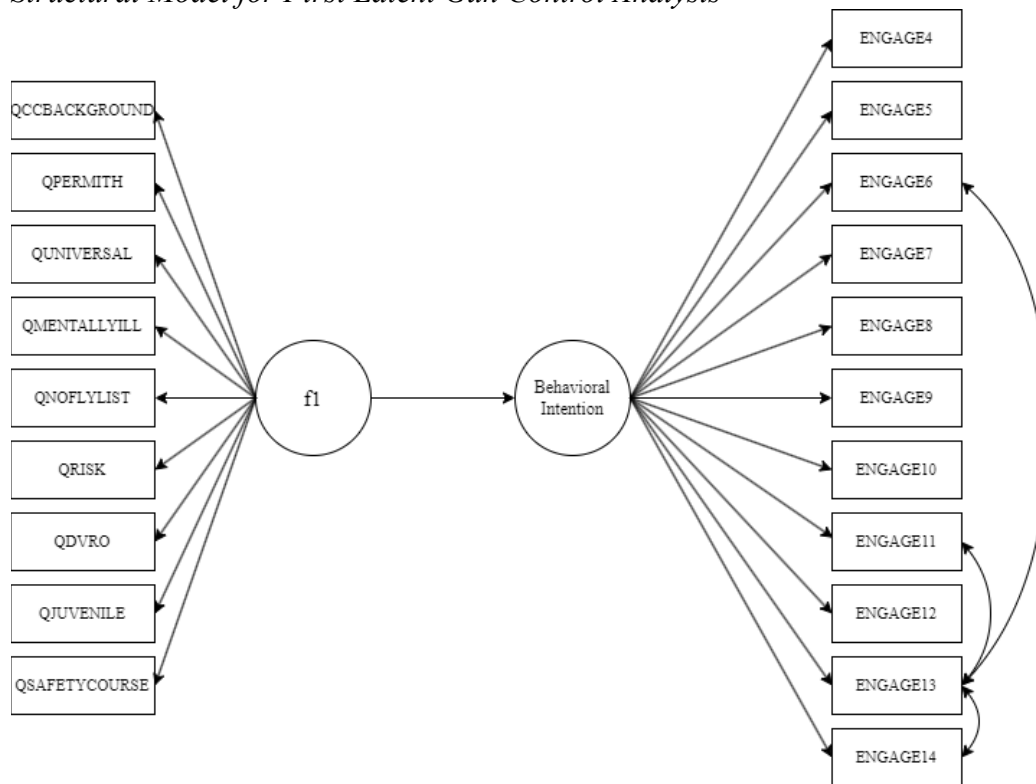 Structural Model for First Latent Gun Control Analysis
QCCBACKGROUND
QPERMITH
QUNIVERSAL
QMENTALLYILL
QNOFLYLIST
QRISK
QDVRO
QJUVENILE
QSAFETYCOURSE
f1
Behavioral
Intention
ENGAGE4
ENGAGE5
ENGAGE6
ENGAGE7
ENGAGE8
ENGAGE9
ENGAGE10
ENGAGE11
ENGAGE12
ENGAGE13
ENGAGE14